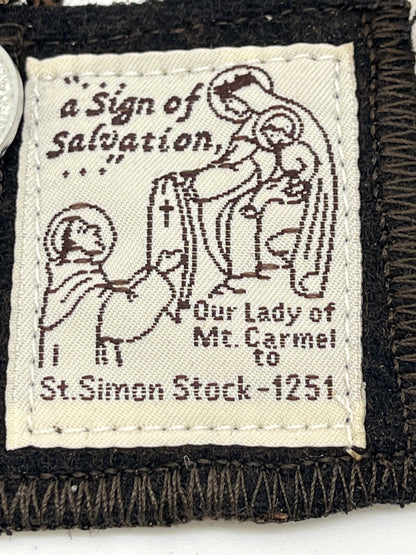 "...
a sign of
salvation,
..."
Our Lady of
Mt. Carmel
to
St. Simon Stock-1251